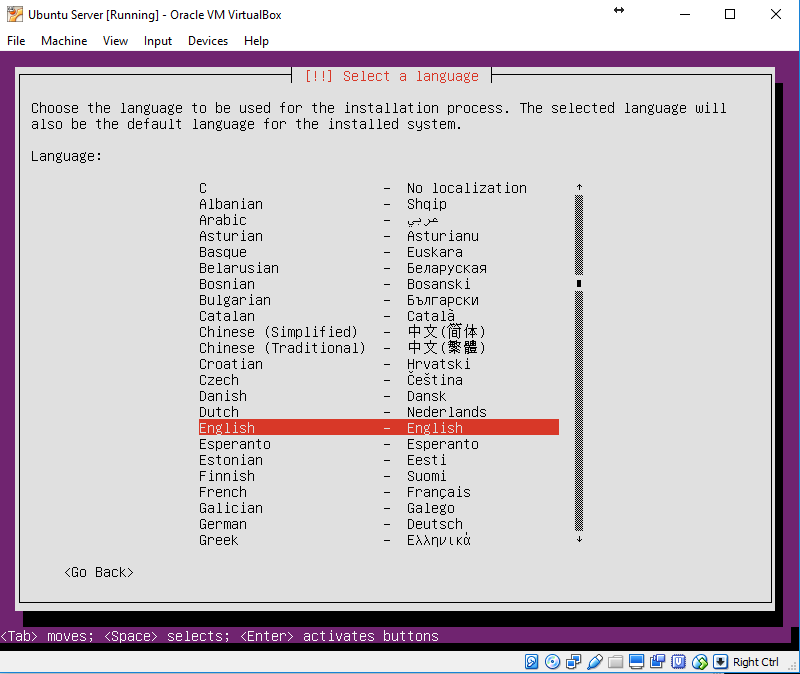 Ubuntu Server [Running] - Oracle VM VirtualBox
File Machine View Input Devices Help
[!!] Select a language
Choose the language to be used for the installation process. The selected language will
also be the default language for the installed system.
Language:
C - No localization
Albanian - Shqip
Arabic - عربي
Asturian - Asturianu
Basque - Euskara
Belarusian - Беларуская
Bosnian - Bosanski
Bulgarian - Български
Catalan - Català
Chinese (Simplified) - 中文(简体)
Chinese (Traditional) - 中文(繁體)
Croatian - Hrvatski
Czech - Čeština
Danish - Dansk
Dutch - Nederlands
English - English
Esperanto - Esperanto
Estonian - Eesti
Finnish - Suomi
French - Français
Galician - Galego
German - Deutsch
Greek - Ελληνικά
<Go Back>
<Tab> moves; <Space> selects; <Enter> activates buttons
Right Ctrl